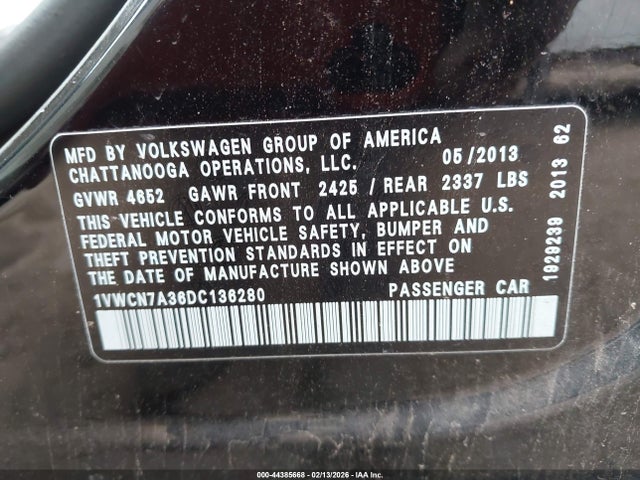 MFD BY VOLKSWAGEN GROUP OF AMERICA
CHATTANOOGA OPERATIONS, LLC. 05/2013
GVWR 4652 GAWR FRONT 2425 / REAR 2337 LBS
THIS VEHICLE CONFORMS TO ALL APPLICABLE U.S.
FEDERAL MOTOR VEHICLE SAFETY, BUMPER AND
THEFT PREVENTION STANDARDS IN EFFECT ON
THE DATE OF MANUFACTURE SHOWN ABOVE
1VWCN7A36DC136280 PASSENGER CAR
1929239 2013 62
000-44385668 - 02/13/2026 - IAA, Inc.